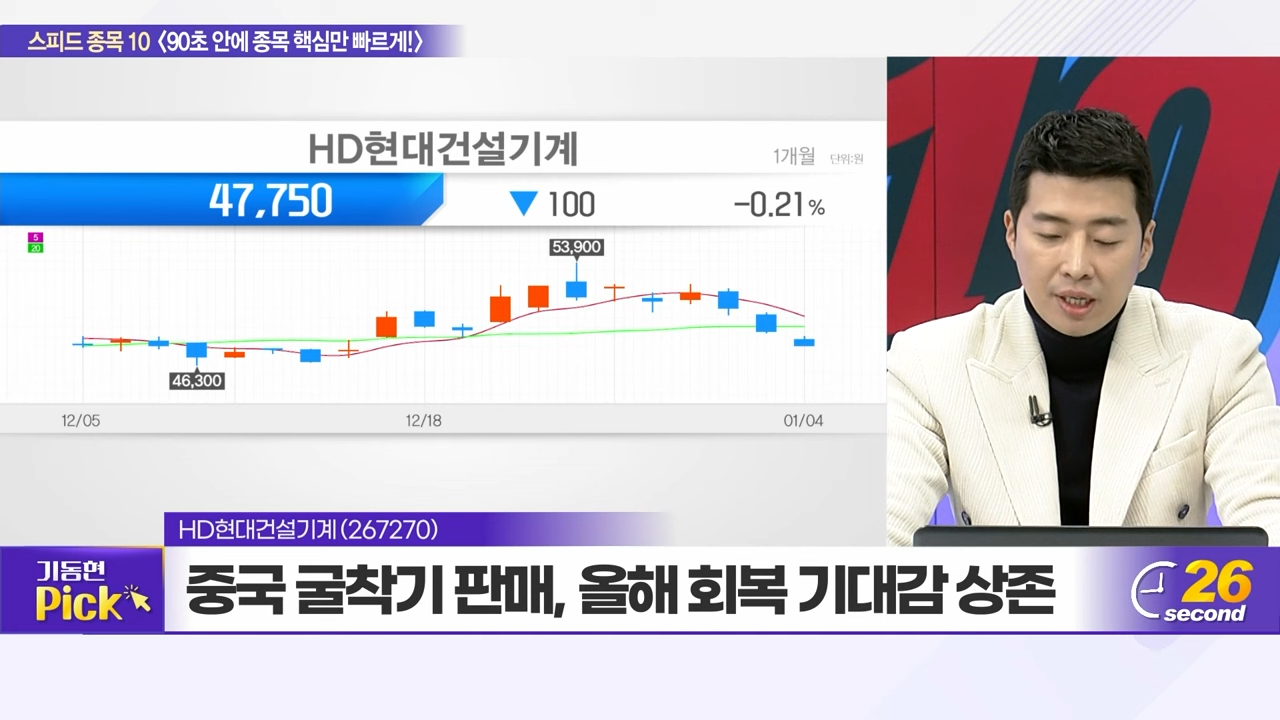 스피드 종목 10 〈90초 안에 종목 핵심만 빠르게!〉
HD현대건설기계
1개월 단위:원
47,750 ▼ 100 -0.21%
5
20
53,900
46,300
12/05 12/18 01/04
HD현대건설기계(267270)
기동현
Pick
중국 굴착기 판매, 올해 회복 기대감 상존
26
second